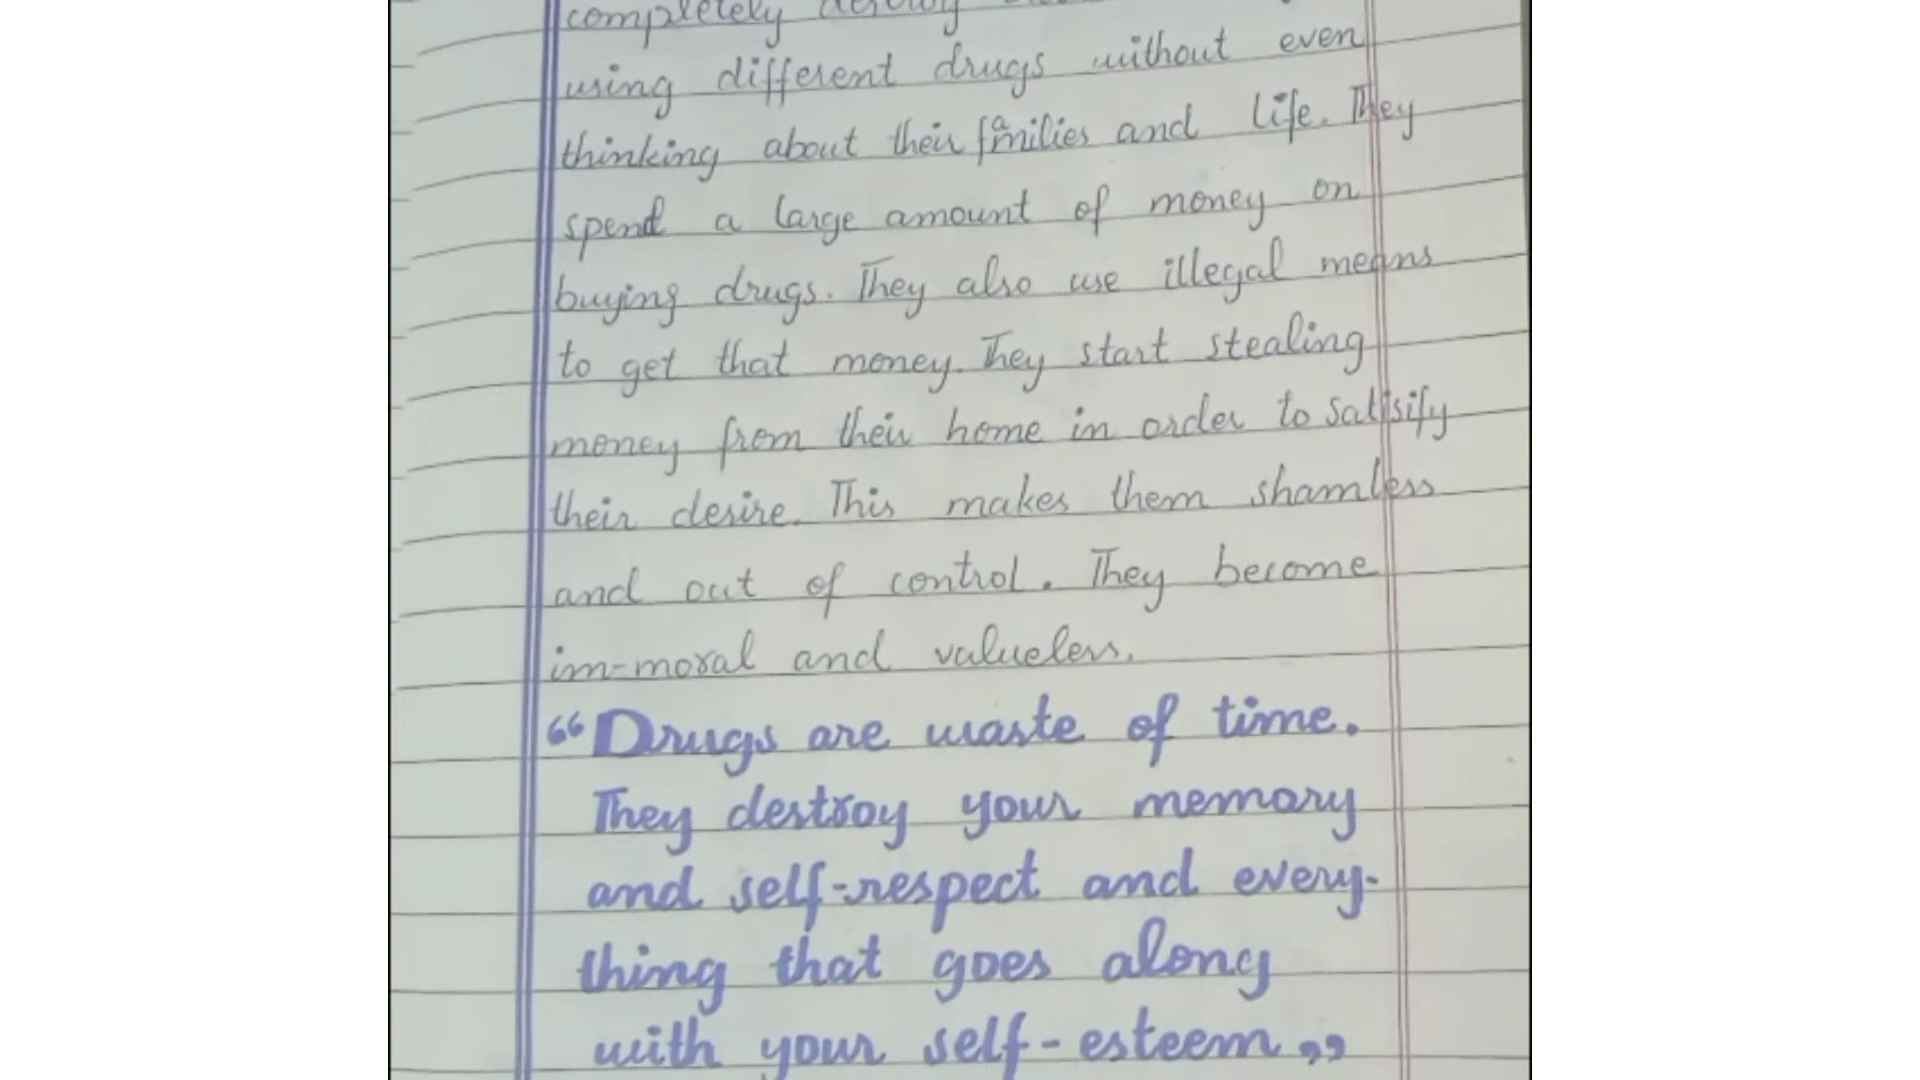 completely destroy
using different drugs without even
thinking about their families and life. They
spend a large amount of money on
buying drugs. They also use illegal means
to get that money. They start stealing
money from their home in order to satisify
their desire. This makes them shamless
and out of control. They become
im-moral and valueless.
“Drugs are waste of time.
They destroy your memory
and self-respect and every-
thing that goes along
with your self-esteem„